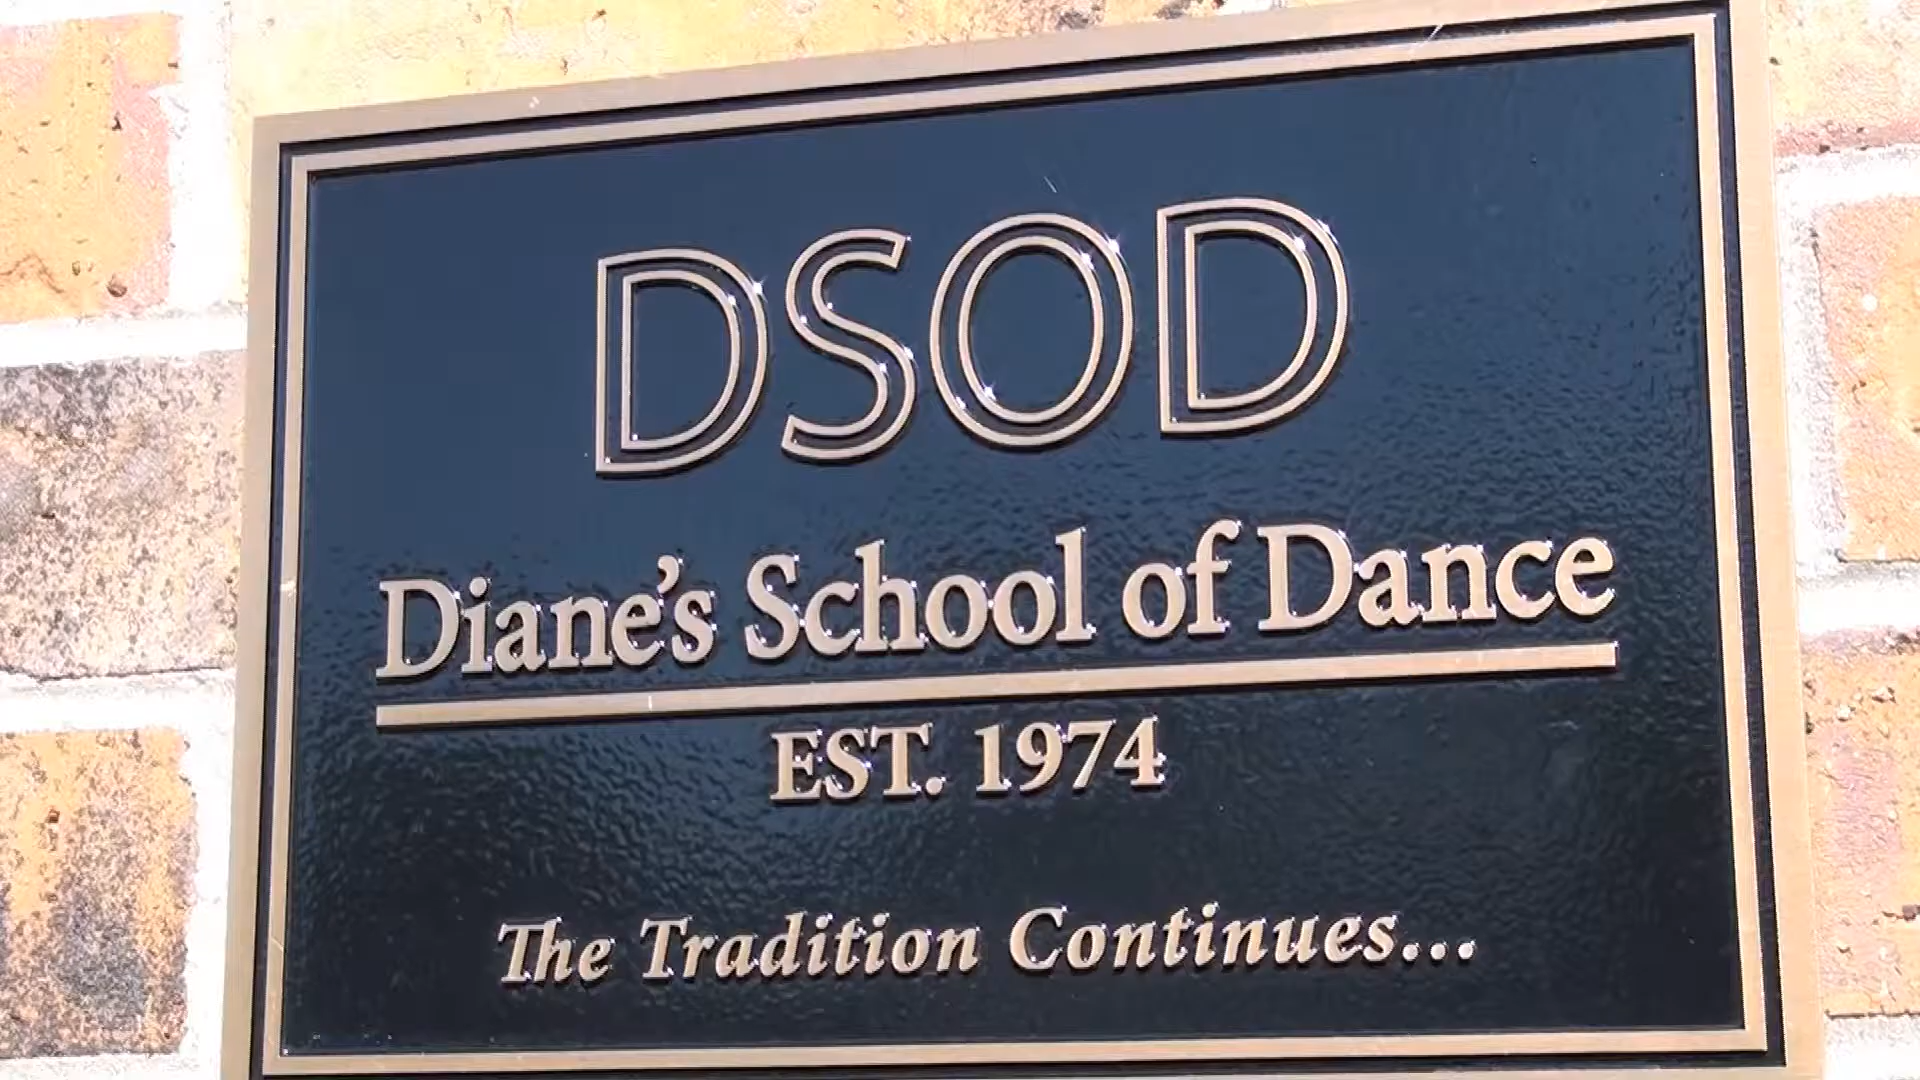 DSOD
Diane's School of Dance
EST. 1974
The Tradition Continues...